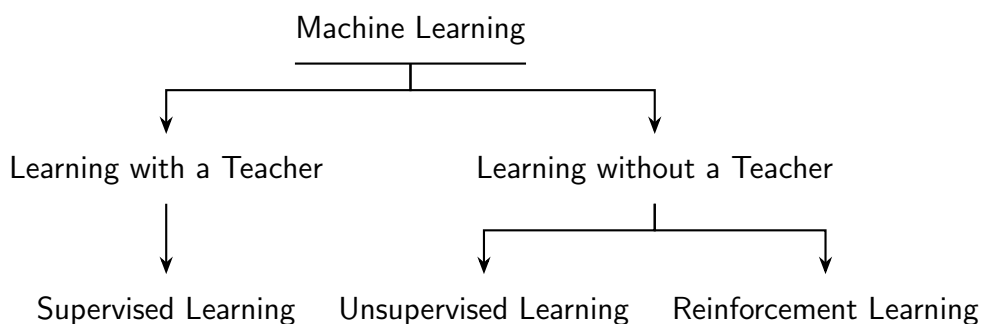 Machine Learning
Learning with a Teacher
Learning without a Teacher
Supervised Learning
Unsupervised Learning
Reinforcement Learning